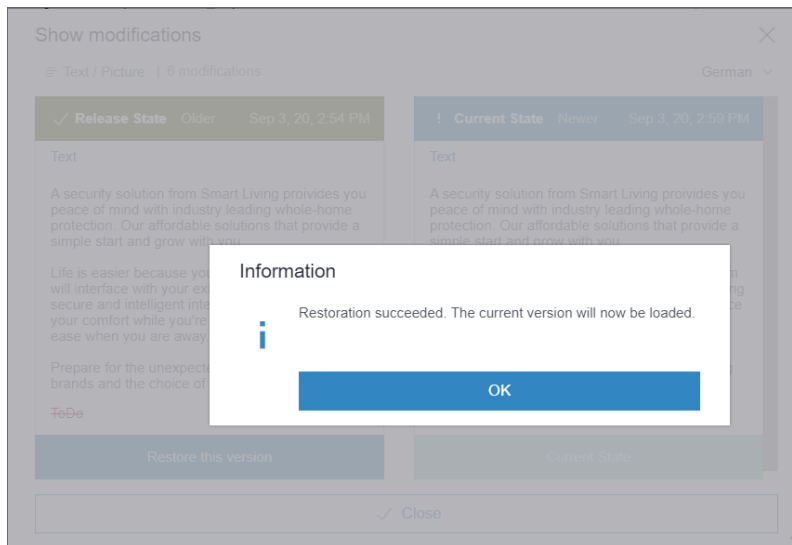 Show modifications
Text / Picture | 5 modifications
German
Release State Older Sep 3, 20, 2:54 PM
Text
A security solution from Smart Living proivides you
peace of mind with industry leading whole-home
protection. Our affordable solutions that provide a
simple start and grow with you.
Life is easier because you
will interface with your
secure and intelligent
your comfort while you're
ease when you are away.
Prepare for the
brands and the choice of
ToDo
Restore this version
! Current State Newer Sep 3, 20, 2:59 PM
Text
A security solution from Smart Living proivides you
peace of mind with industry leading whole-home
protection. Our affordable solutions that provide a
simple start and grow with you.
Current State
Information
i
Restoration succeeded. The current version will now be loaded.
OK
Close